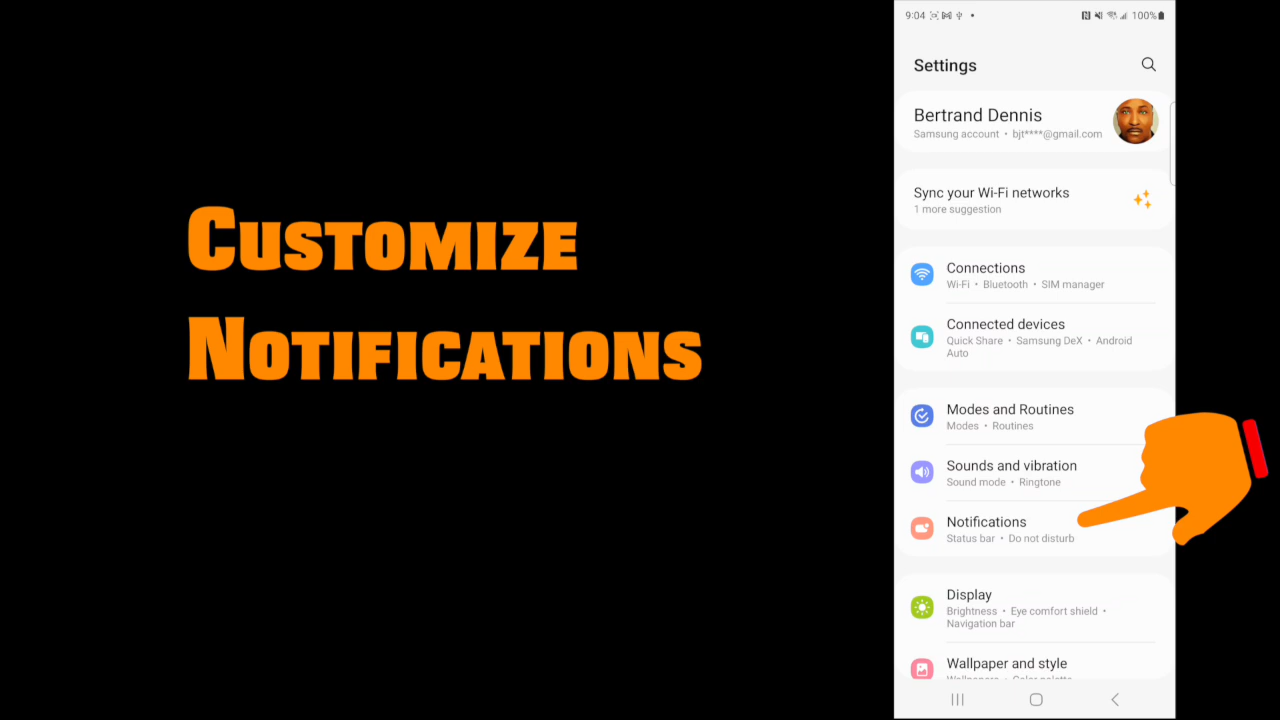 Customize
Notifications
9:04
100%
Settings
Bertrand Dennis
Samsung account • bjt****@gmail.com
Sync your Wi-Fi networks
1 more suggestion
Connections
Wi-Fi • Bluetooth • SIM manager
Connected devices
Quick Share • Samsung DeX • Android
Auto
Modes and Routines
Modes • Routines
Sounds and vibration
Sound mode • Ringtone
Notifications
Status bar • Do not disturb
Display
Brightness • Eye comfort shield •
Navigation bar
Wallpaper and style